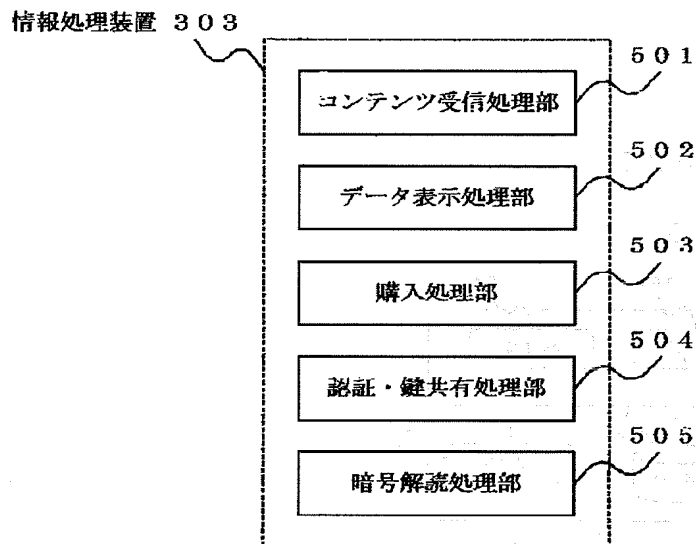 情報処理装置 303
501
コンテンツ受信処理部
502
データ表示処理部
503
購入処理部
504
認証・鍵共有処理部
505
暗号解読処理部